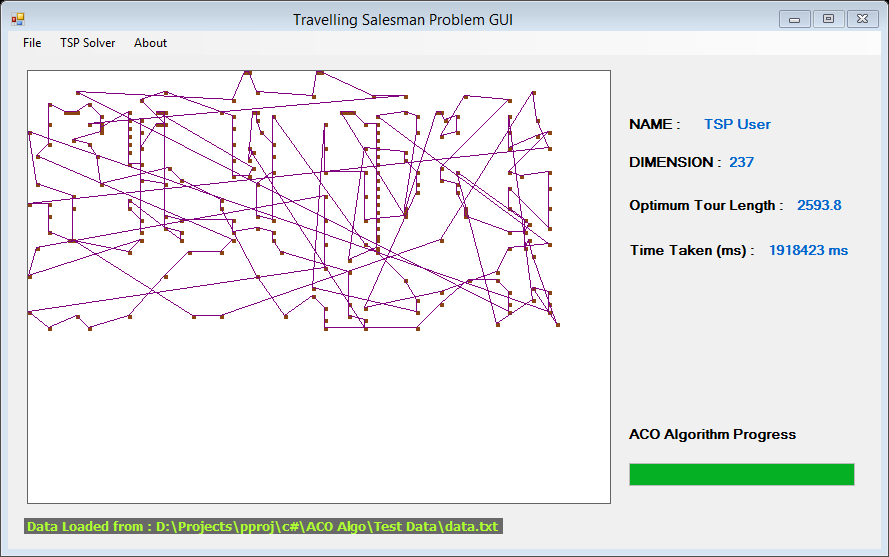 Travelling Salesman Problem GUI
File TSP Solver About
NAME : TSP User
DIMENSION : 237
Optimum Tour Length : 2593.8
Time Taken (ms) : 1918423 ms
ACO Algorithm Progress
Data Loaded from : D:\Projects\pproj\c#\ACO Algo\Test Data\data.txt